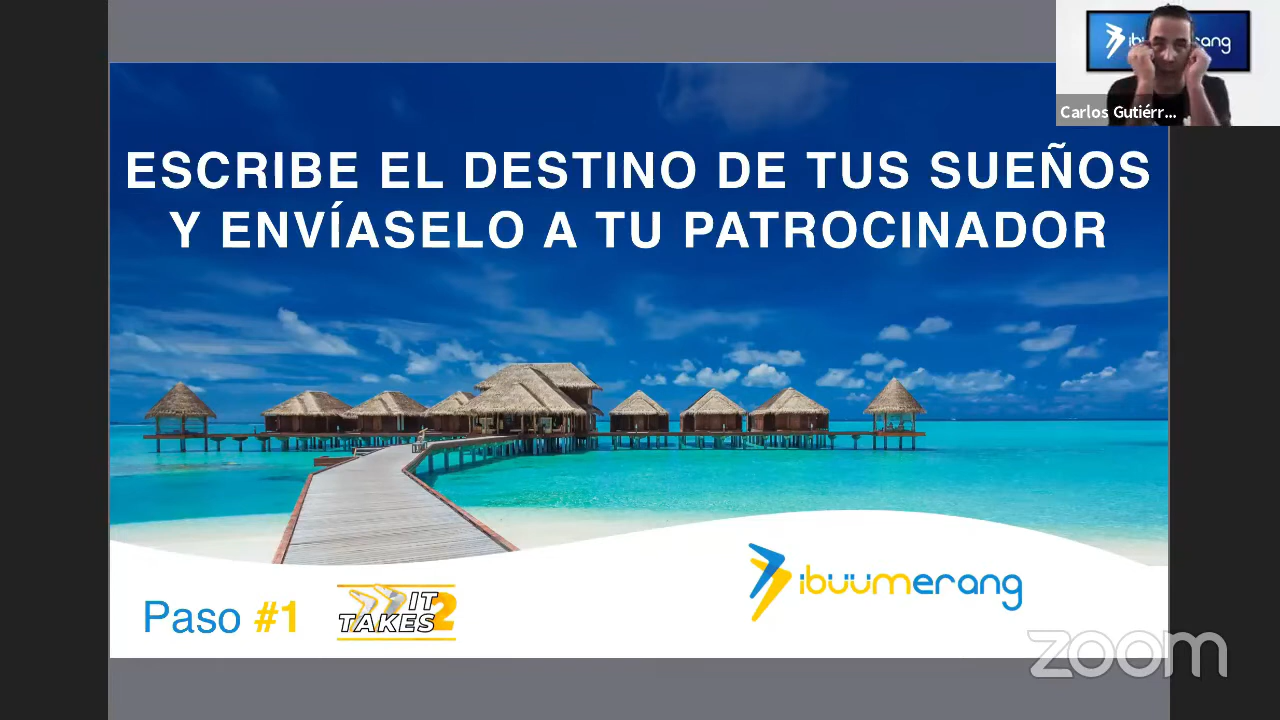 ibuumerang
Carlos Gutiérr...
ESCRIBE EL DESTINO DE TUS SUEÑOS
Y ENVÍASELO A TU PATROCINADOR
Paso #1
IT
TAKES 2
ibuumerang
zoom